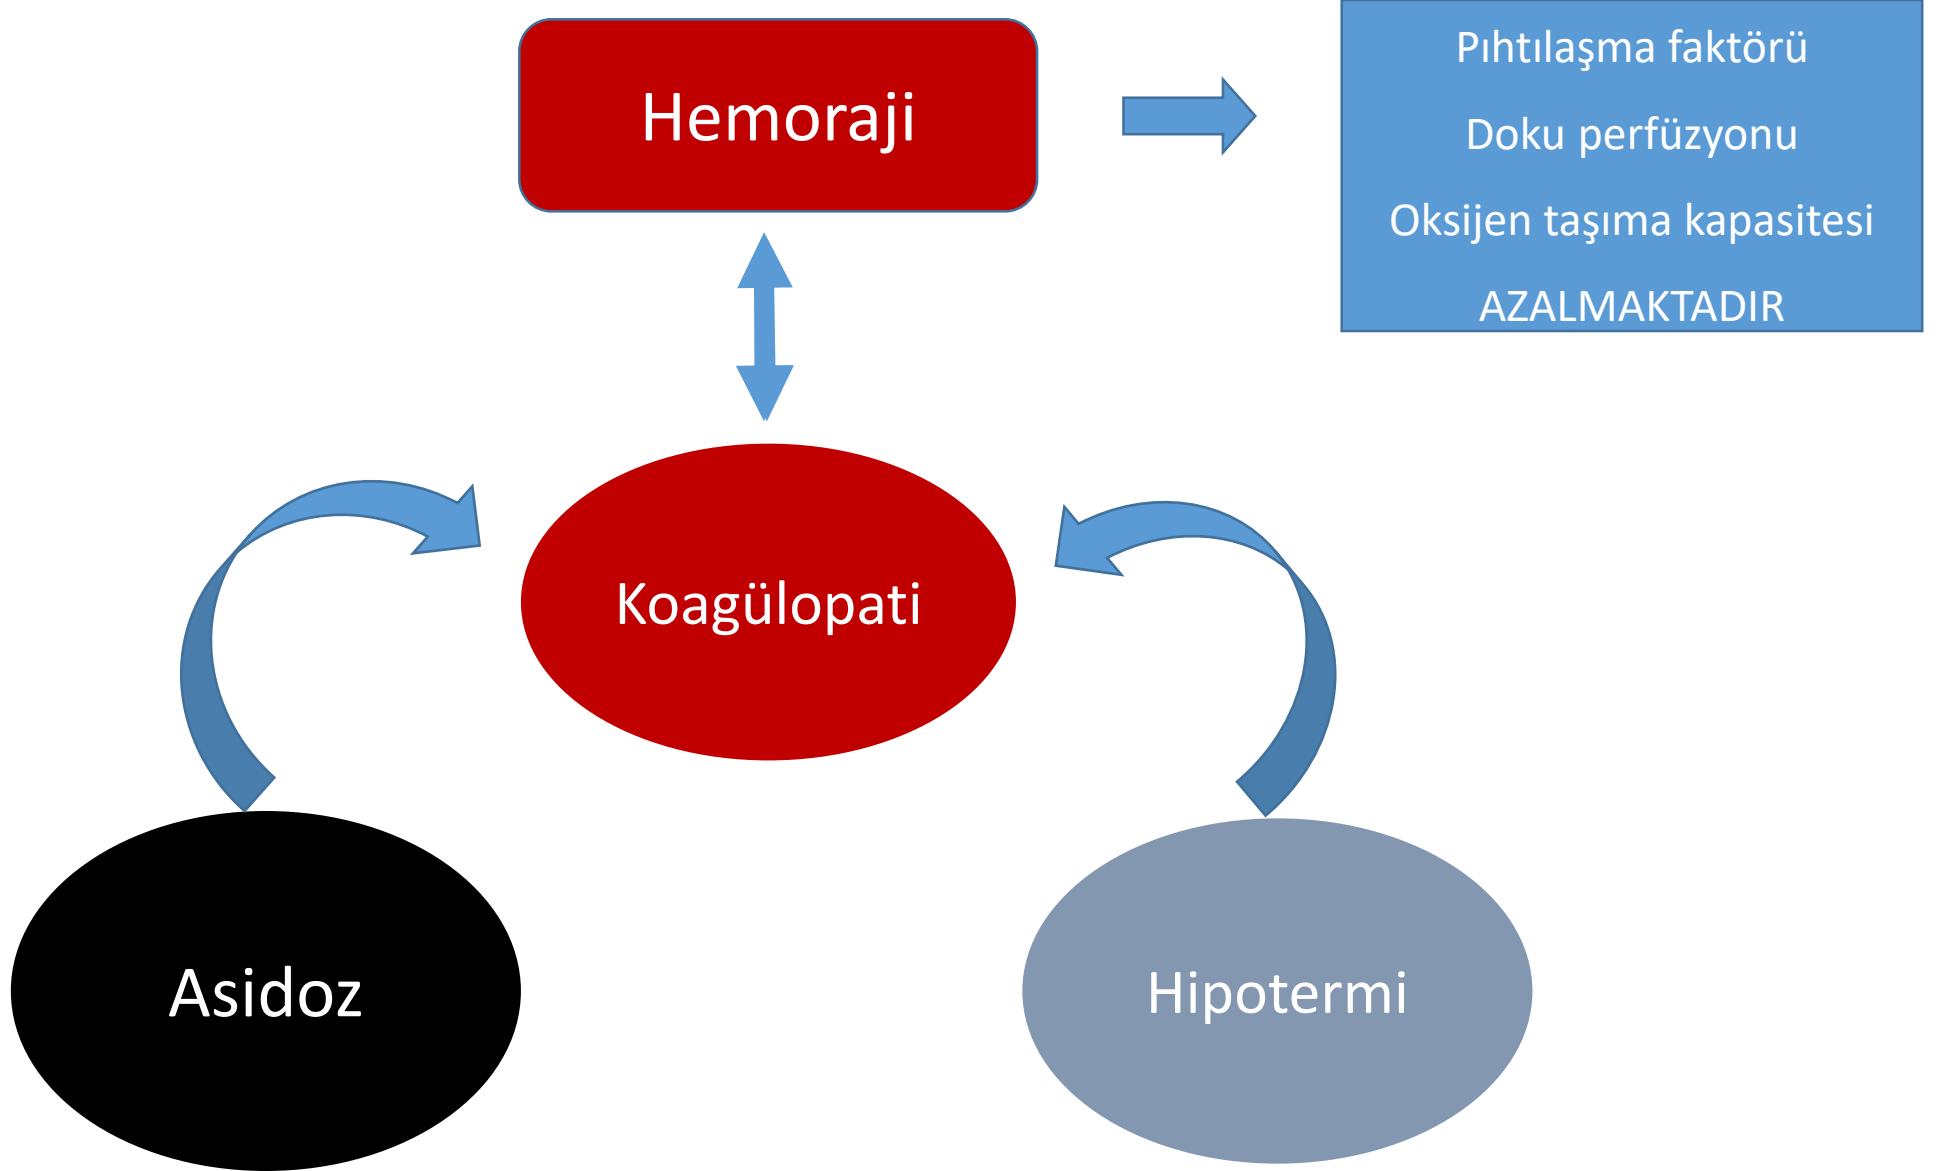 Hemoraji
Pıhtılaşma faktörü
Doku perfüzyonu
Oksijen taşıma kapasitesi
AZALMAKTADIR
Koagülopati
Asidoz
Hipotermi